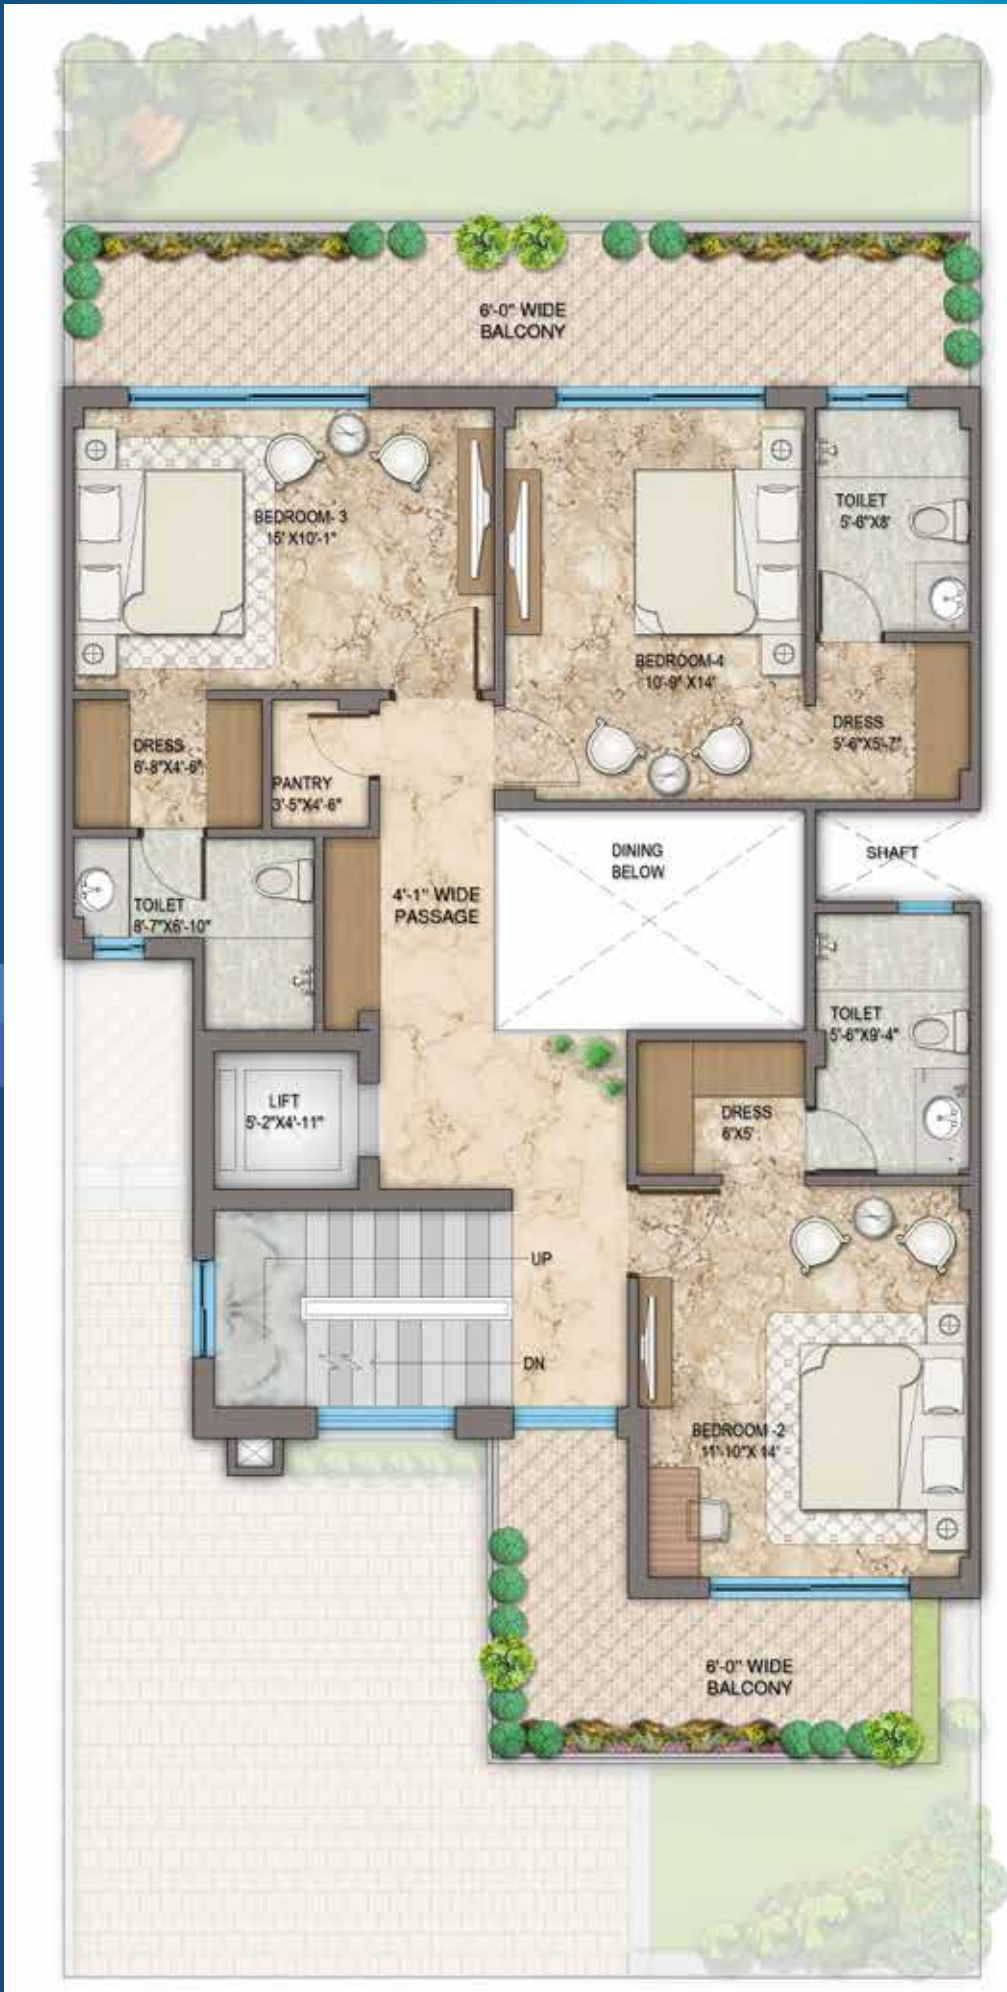 6'-0" WIDE
BALCONY
BEDROOM- 3
15' X10'-1"
TOILET
5'-6"X8'
BEDROOM-4
10'-9" X14'
DRESS
6'-8"X4'-6"
PANTRY
3'-5"X4'-6"
DRESS
5'-6"X5'-7"
DINING
BELOW
SHAFT
4'-1" WIDE
PASSAGE
TOILET
8'-7"X6'-10"
TOILET
5'-6"X9'-4"
LIFT
5'-2"X4'-11"
DRESS
6'X5'
UP
DN
BEDROOM -2
11'-10"X 14'
6'-0" WIDE
BALCONY